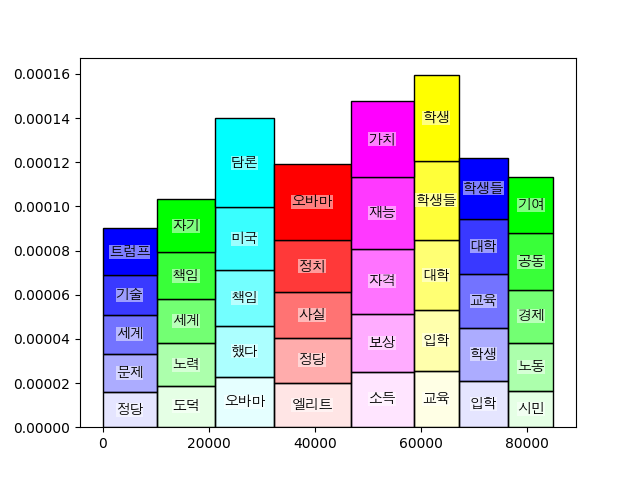 0.00016
0.00014
0.00012
0.00010
0.00008
0.00006
0.00004
0.00002
0.00000
트럼프
기술
세계
문제
정당
자기
책임
세계
노력
도덕
담론
미국
책임
했다
오바마
오바마
정치
사실
정당
엘리트
가치
재능
자격
보상
소득
학생
학생들
대학
입학
교육
학생들
대학
교육
학생
입학
기여
공동
경제
노동
시민
0 20000 40000 60000 80000